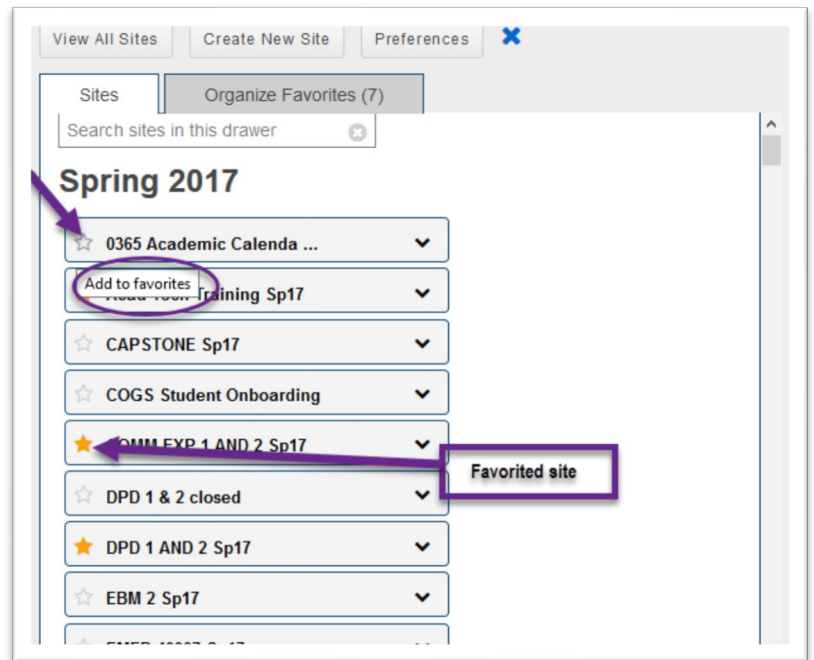 View All Sites Create New Site Preferences
Sites Organize Favorites (7)
Search sites in this drawer
Spring 2017
0365 Academic Calenda ...
Add to favorites
Training Sp17
CAPSTONE Sp17
COGS Student Onboarding
COMM EXP 1 AND 2 Sp17
Favorited site
DPD 1 & 2 closed
DPD 1 AND 2 Sp17
EBM 2 Sp17